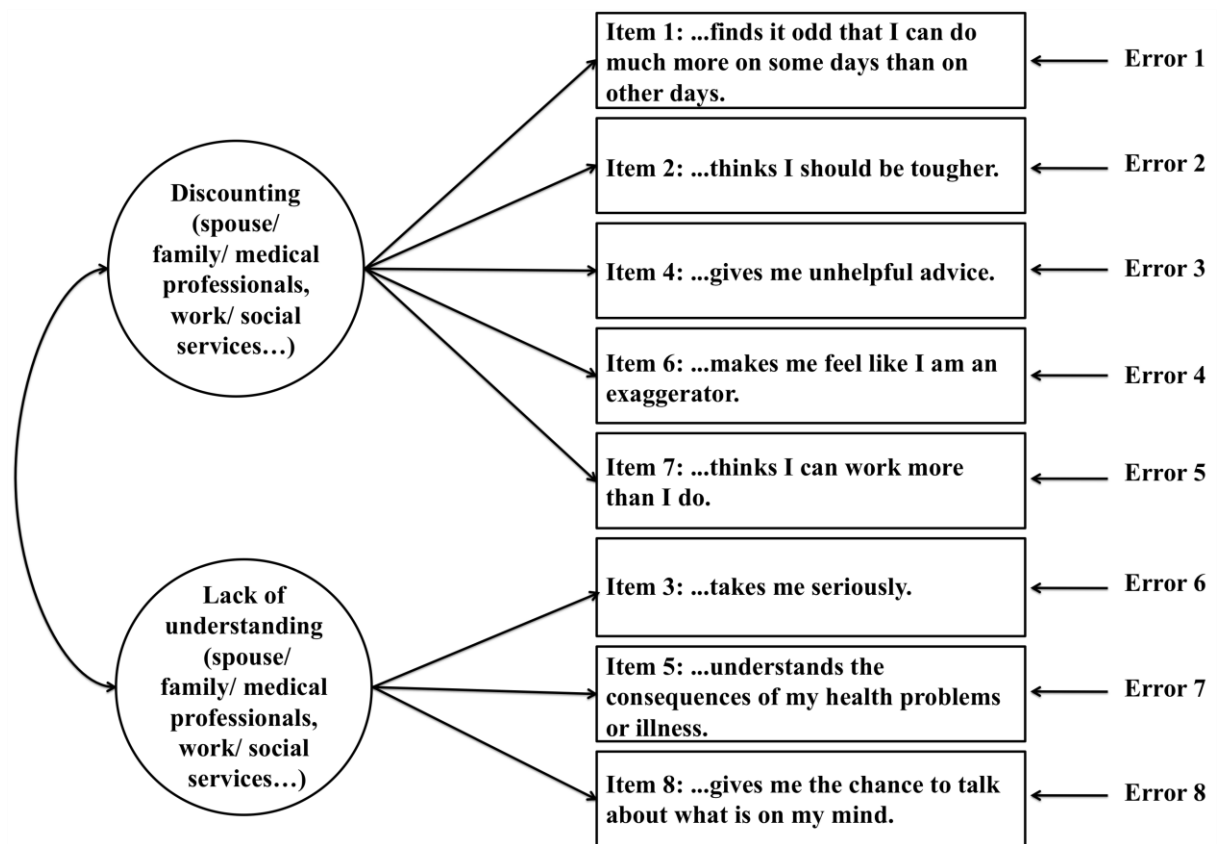 Item 1: ...finds it odd that I can do
much more on some days than on
other days.
Error 1
Discounting
(spouse/
family/ medical
professionals,
work/ social
services…)
Item 2: ...thinks I should be tougher.
Error 2
Item 4: ...gives me unhelpful advice.
Error 3
Item 6: ...makes me feel like I am an
exaggerator.
Error 4
Item 7: ...thinks I can work more
than I do.
Error 5
Lack of
understanding
(spouse/
family/ medical
professionals,
work/ social
services…)
Item 3: ...takes me seriously.
Error 6
Item 5: ...understands the
consequences of my health problems
or illness.
Error 7
Item 8: ...gives me the chance to talk
about what is on my mind.
Error 8